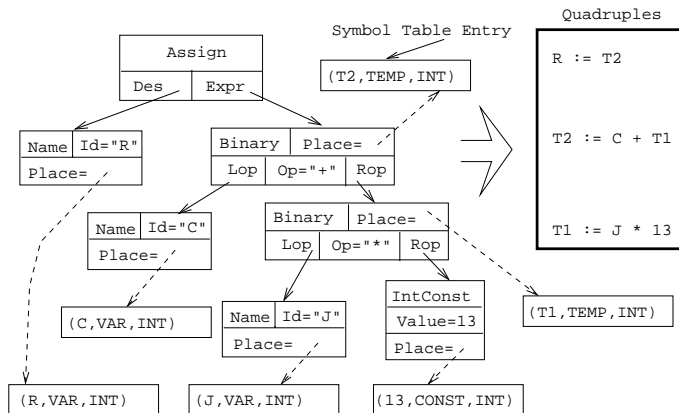 Quadruples
Symbol Table Entry
Assign
Des Expr
(T2,TEMP,INT)
R := T2
Name Id="R"
Place=
Binary Place=
Lop Op="+" Rop
T2 := C + T1
Name Id="C"
Place=
Binary Place=
Lop Op="*" Rop
T1 := J * 13
(C,VAR,INT)
Name Id="J"
Place=
IntConst
Value=13
Place=
(T1,TEMP,INT)
(R,VAR,INT)
(J,VAR,INT)
(13,CONST,INT)